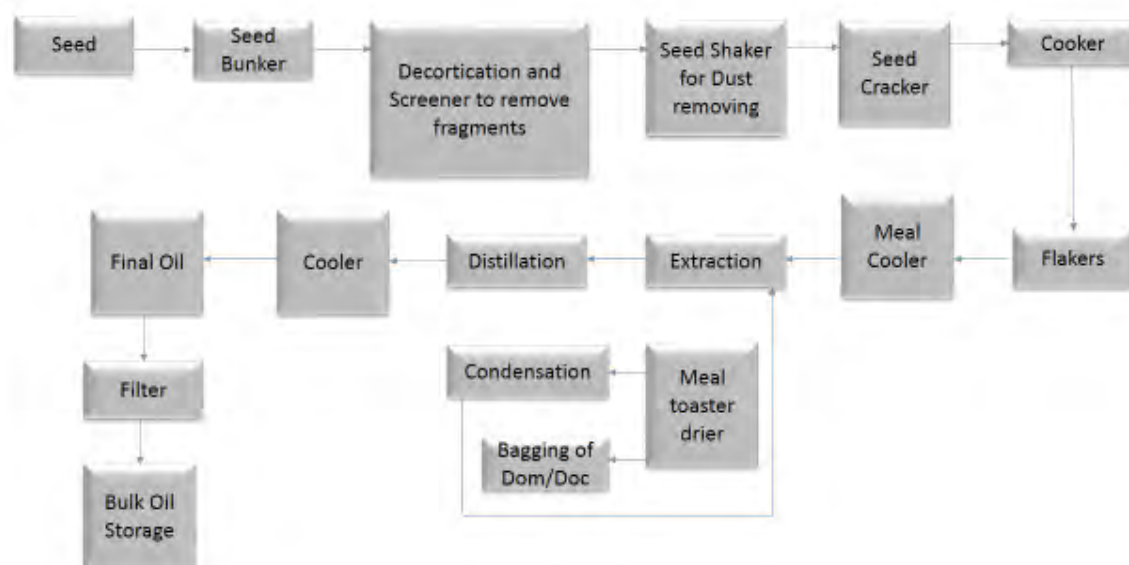 Seed
Seed
Bunker
Decortication and
Screener to remove
fragments
Seed Shaker
for Dust
removing
Seed
Cracker
Cooker
Final Oil
Cooler
Distillation
Extraction
Meal
Cooler
Flakers
Filter
Condensation
Meal
toaster
drier
Bagging of
Dom/Doc
Bulk Oil
Storage